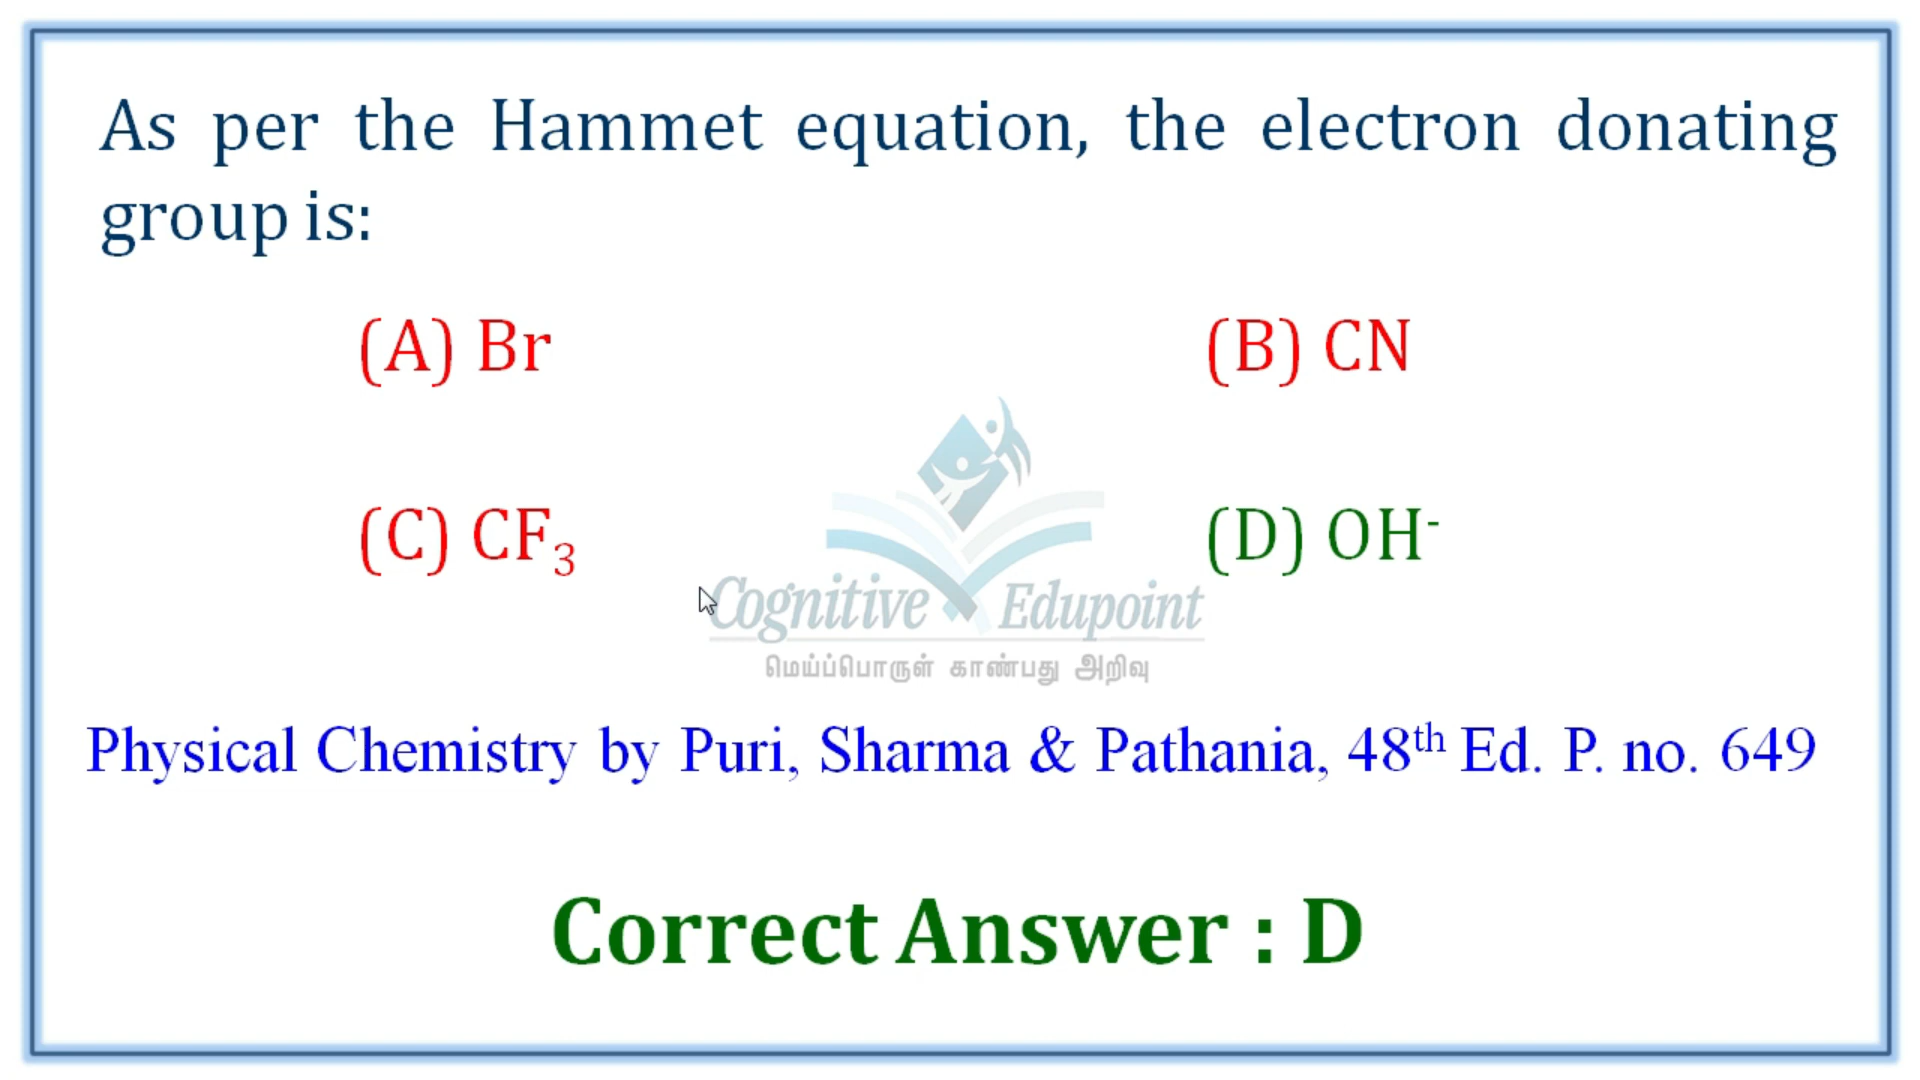 As per the Hammet equation, the electron donating
group is:
(A) Br
(B) CN
(C) CF₃
(D) OH⁻
Cognitive Edupoint
மெய்ப்பொருள் காண்பது அறிவு
Physical Chemistry by Puri, Sharma & Pathania, 48ᵗʰ Ed. P. no. 649
Correct Answer : D